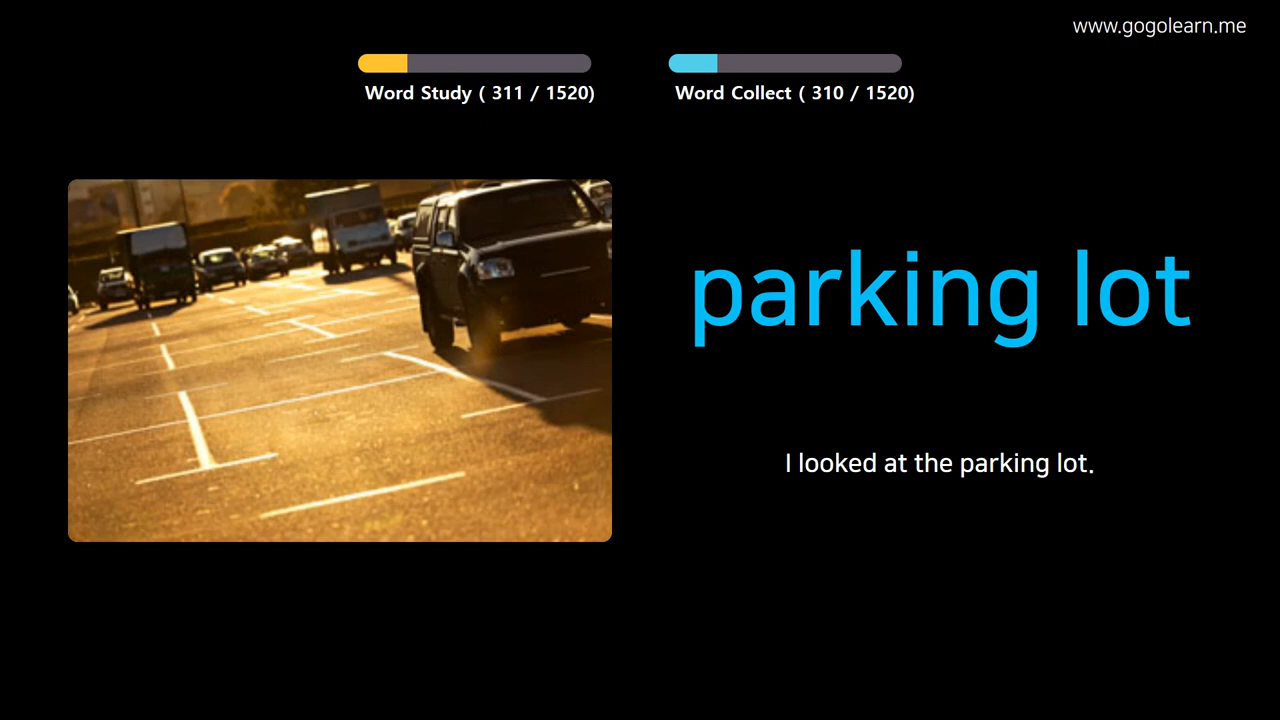 www.gogolearn.me
Word Study ( 311 / 1520)
Word Collect ( 310 / 1520)
parking lot
I looked at the parking lot.